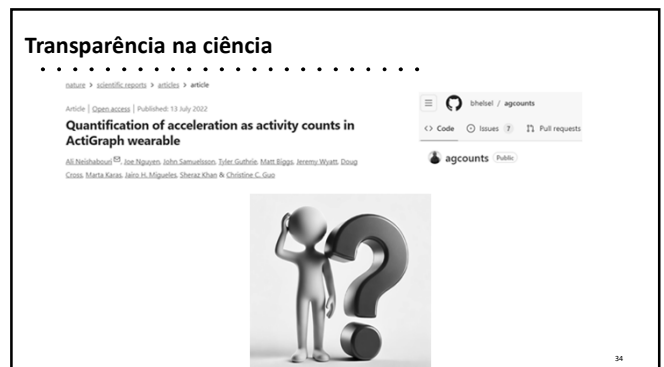 Transparência na ciência
nature > scientific reports > articles > article
Article | Open access | Published: 13 July 2022
Quantification of acceleration as activity counts in
ActiGraph wearable
Ali Neishabouri, Joe Nguyen, John Samuelsson, Tyler Guthrie, Matt Biggs, Jeremy Wyatt, Doug
Cross, Marta Karas, Jairo H. Migueles, Sheraz Khan & Christine C. Guo
bhelsel / agcounts
<> Code Issues 7 Pull requests
agcounts Public
?
34